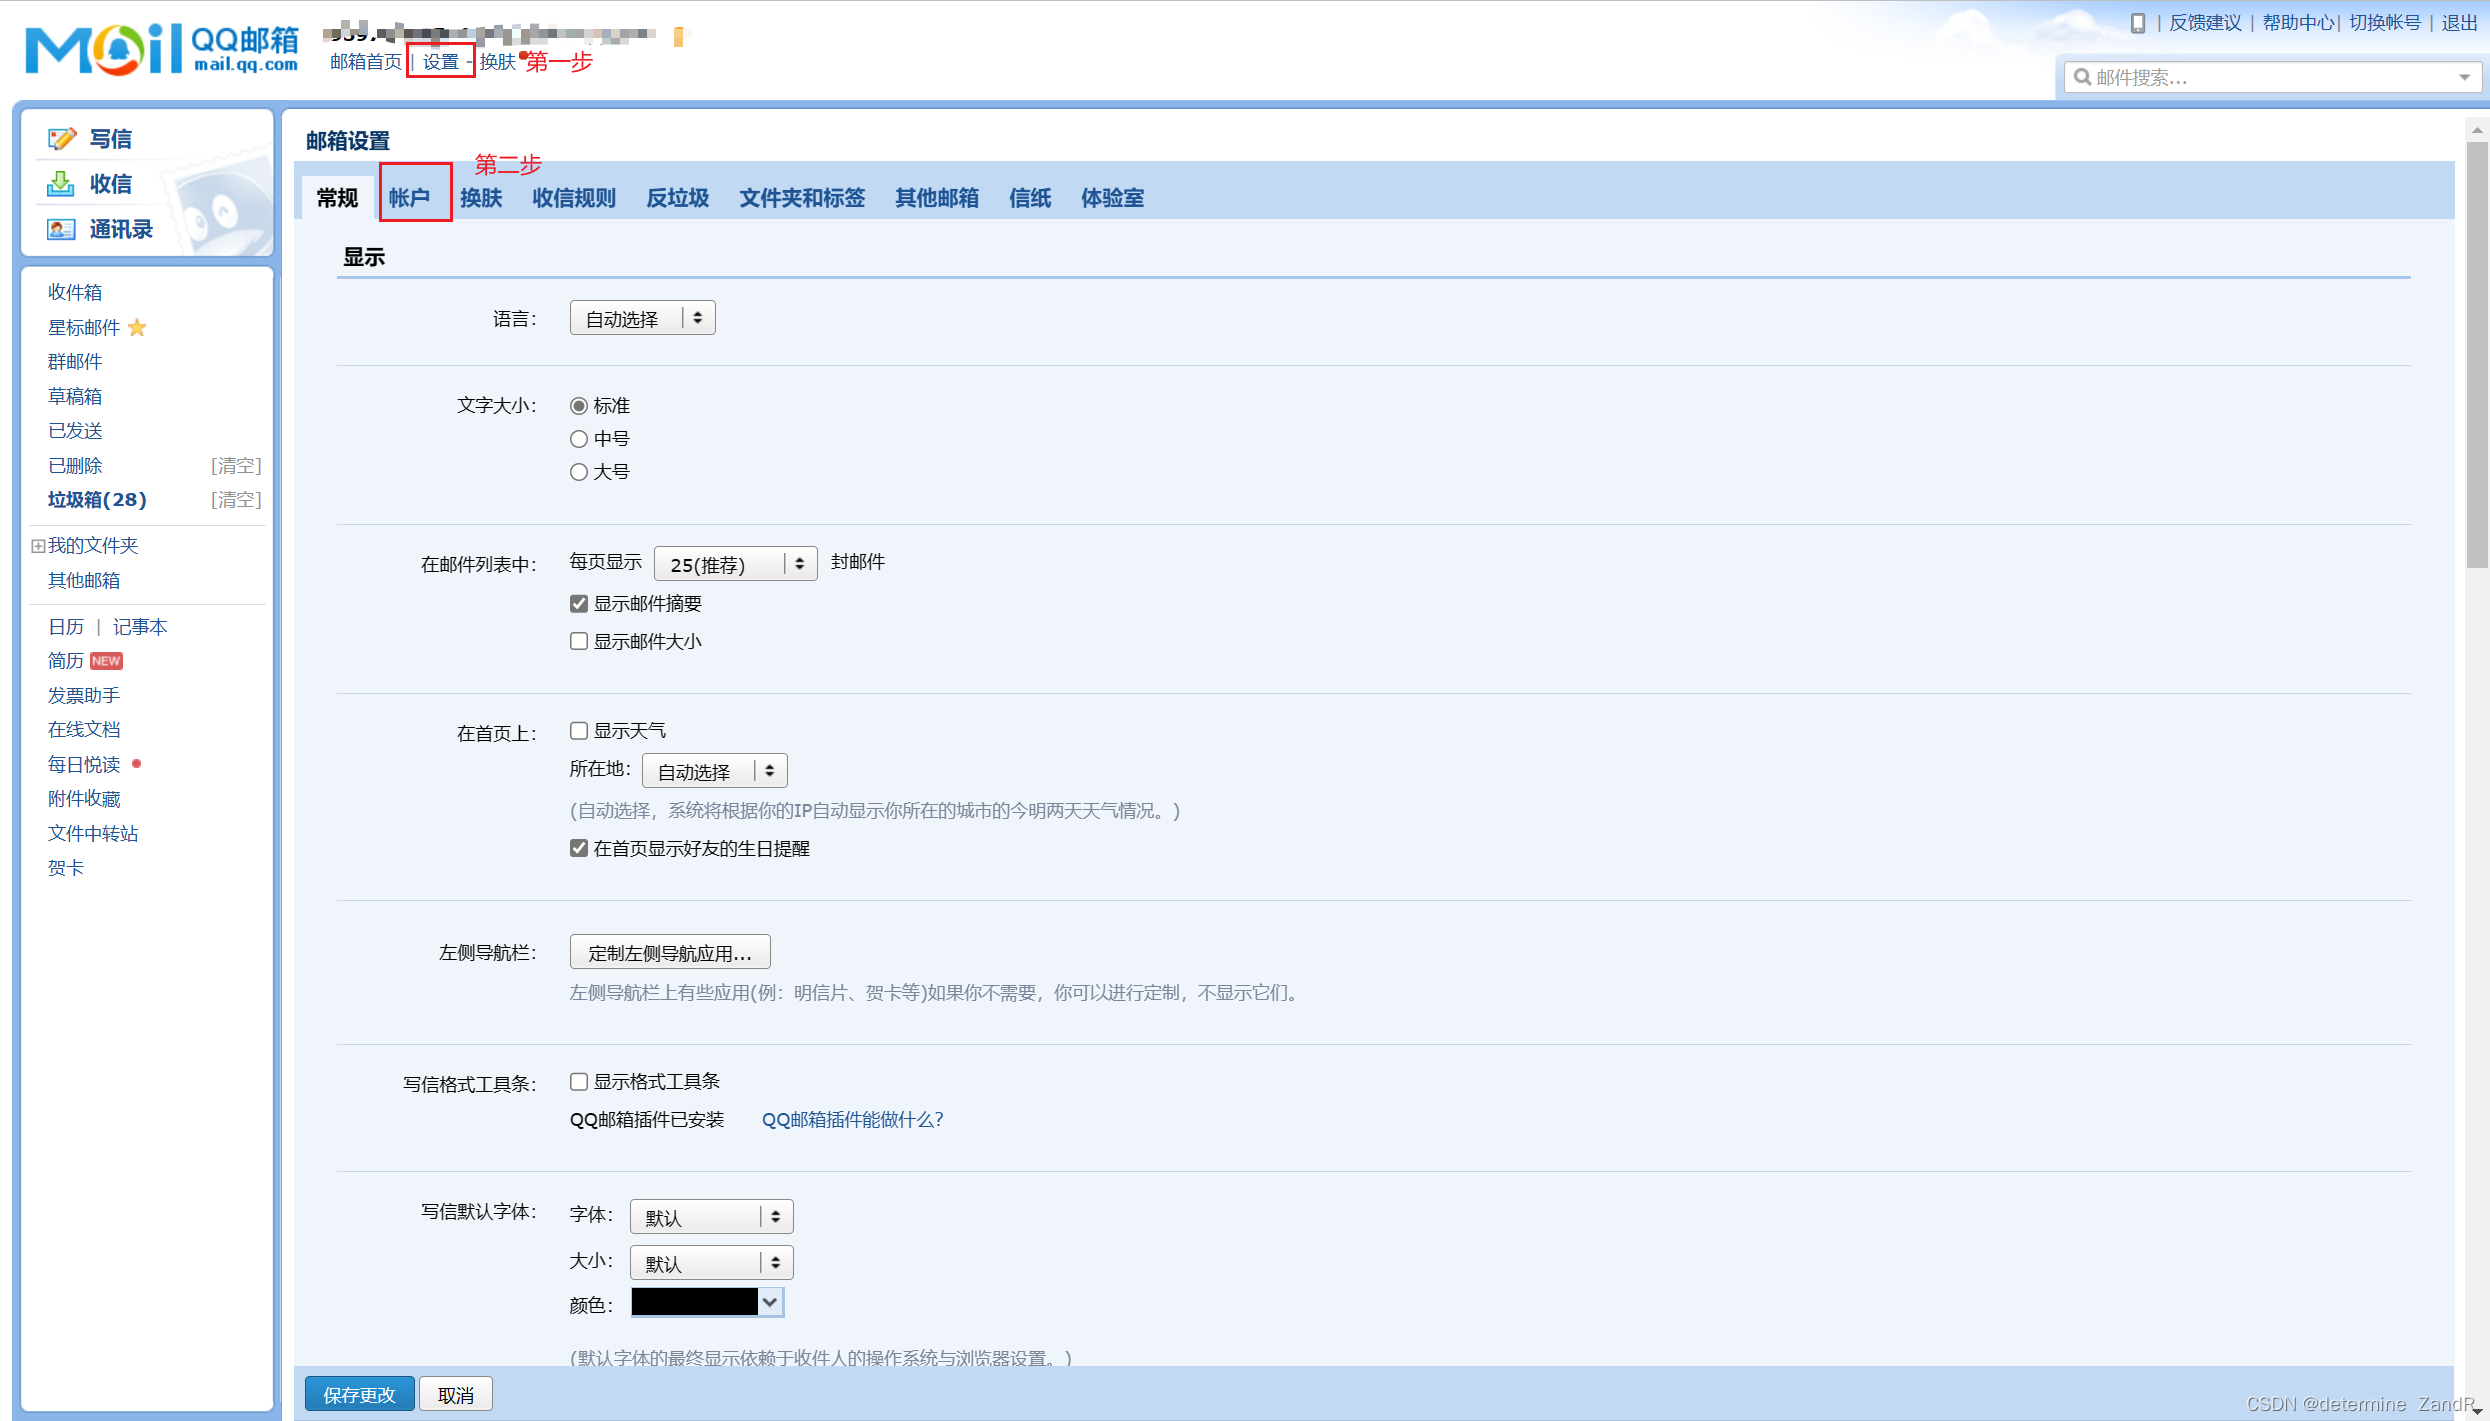 Mail QQ邮箱
mail.qq.com
邮箱首页 | 设置 - 换肤 第一步
| 反馈建议 | 帮助中心 | 切换帐号 | 退出
邮件搜索...
写信
收信
通讯录
收件箱
星标邮件
群邮件
草稿箱
已发送
已删除 [清空]
垃圾箱(28) [清空]
我的文件夹
其他邮箱
日历 | 记事本
简历 NEW
发票助手
在线文档
每日悦读
附件收藏
文件中转站
贺卡
邮箱设置
第二步
常规 帐户 换肤 收信规则 反垃圾 文件夹和标签 其他邮箱 信纸 体验室
显示
语言： 自动选择
文字大小： 标准
中号
大号
在邮件列表中： 每页显示 25(推荐) 封邮件
显示邮件摘要
显示邮件大小
在首页上： 显示天气
所在地： 自动选择
(自动选择，系统将根据你的IP自动显示你所在的城市的今明两天天气情况。)
在首页显示好友的生日提醒
左侧导航栏： 定制左侧导航应用...
左侧导航栏上有些应用(例：明信片、贺卡等)如果你不需要，你可以进行定制，不显示它们。
写信格式工具条： 显示格式工具条
QQ邮箱插件已安装 QQ邮箱插件能做什么？
写信默认字体： 字体： 默认
大小： 默认
颜色：
(默认字体的最终显示依赖于收件人的操作系统与浏览器设置。)
保存更改 取消
CSDN @determine_ZandR